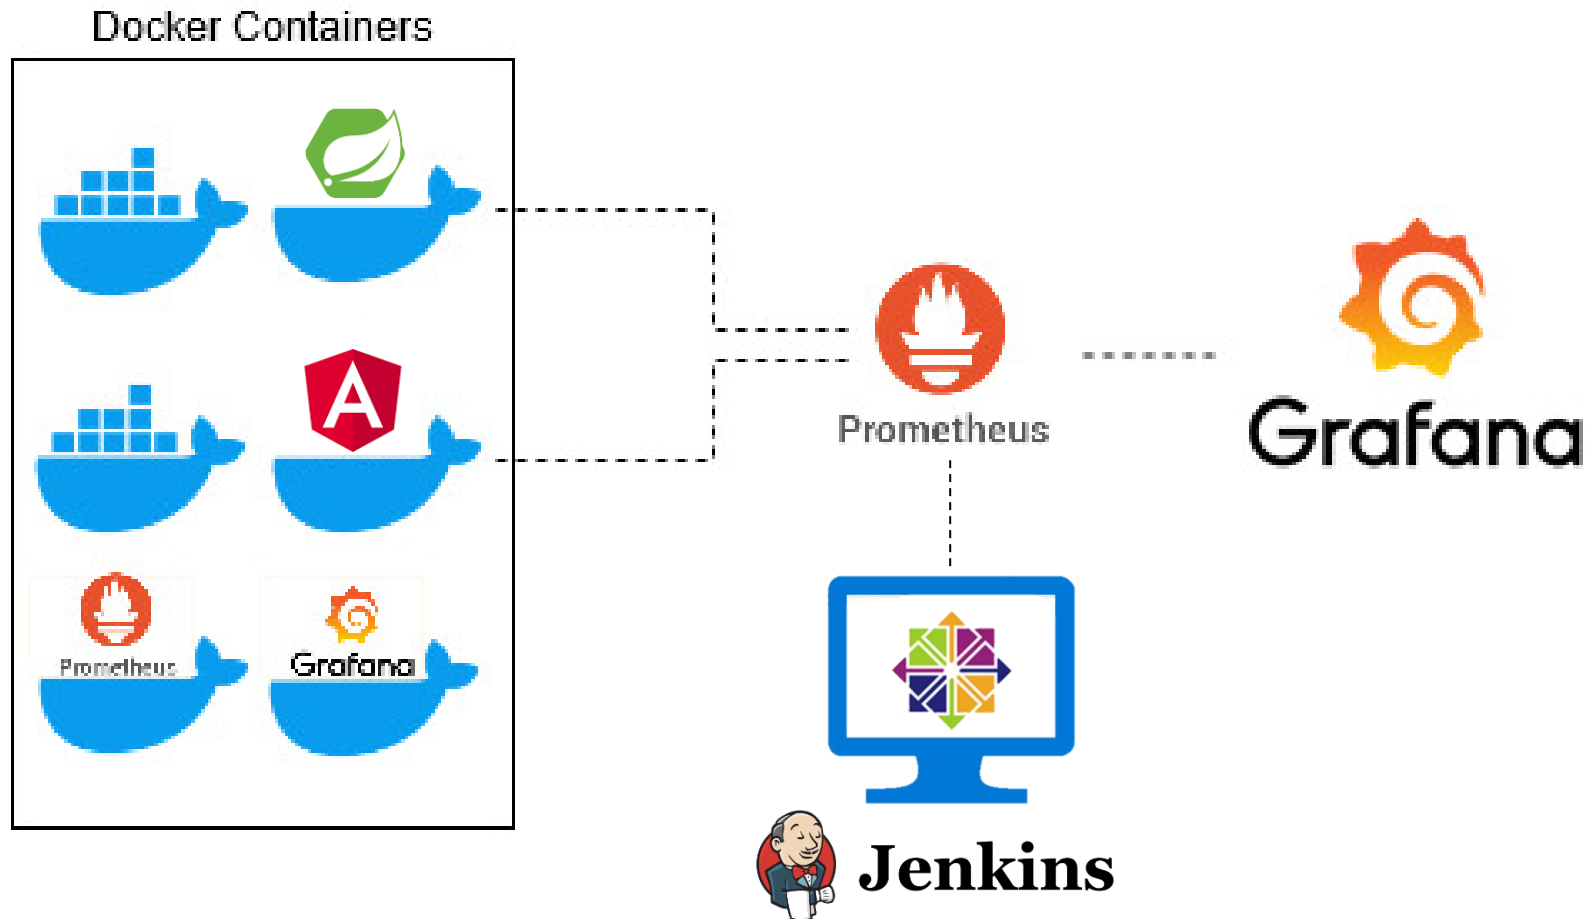 Docker Containers
Prometheus
Grafana
Prometheus
Grafana
Jenkins